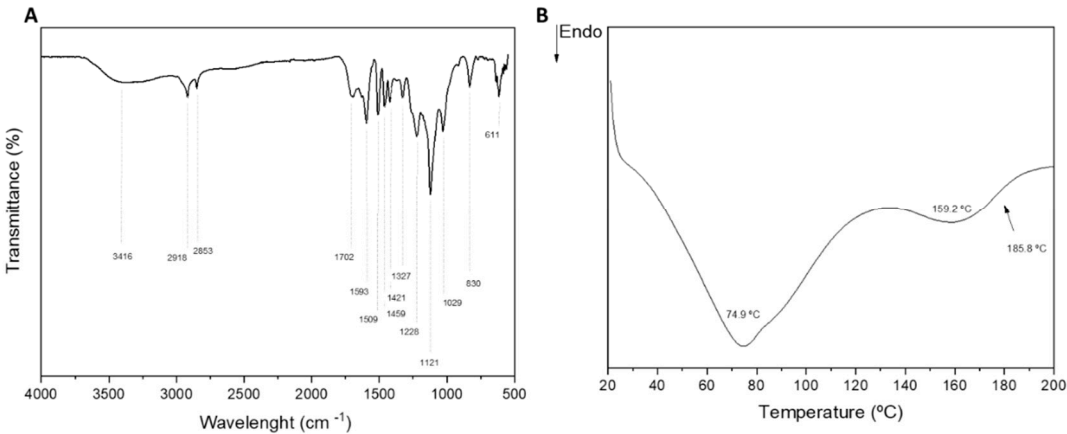 A
Transmittance (%)
3416
2918
2853
1702
1593
1509
1459
1421
1327
1228
1121
1029
830
611
4000 3500 3000 2500 2000 1500 1000 500
Wavelenght (cm -1)
B
Endo
74.9 ºC
159.2 ºC
185.8 ºC
20 40 60 80 100 120 140 160 180 200
Temperature (ºC)